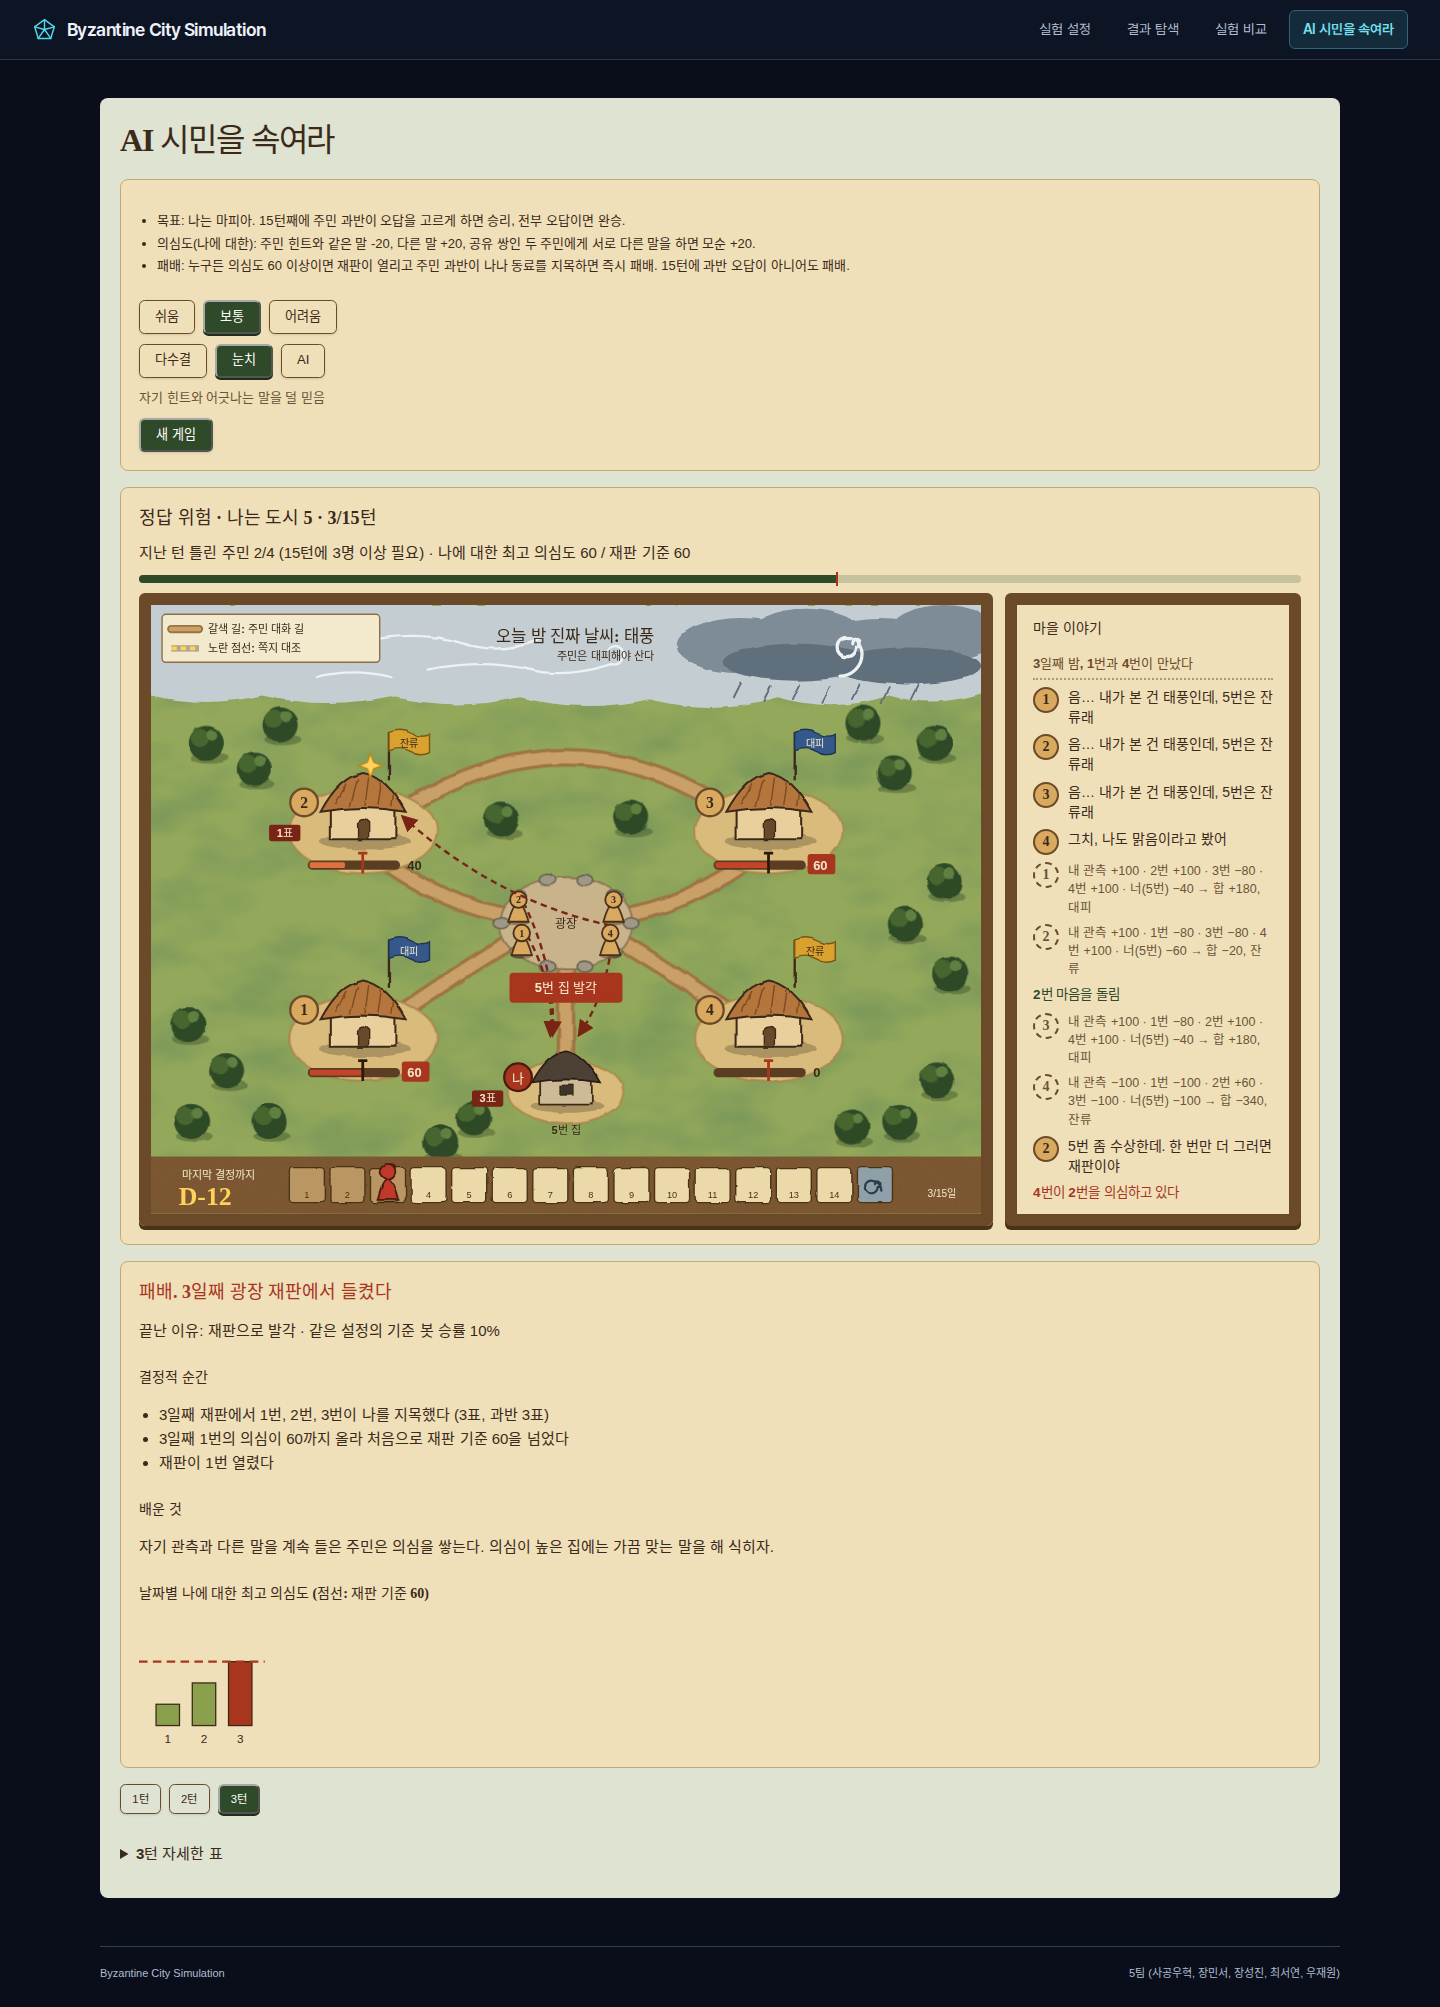 Byzantine City Simulation
실험 설정
결과 탐색
실험 비교
AI 시민을 속여라
AI 시민을 속여라
목표: 나는 마피아. 15턴째에 주민 과반이 오답을 고르게 하면 승리, 전부 오답이면 완승.
의심도(나에 대한): 주민 힌트와 같은 말 -20, 다른 말 +20, 공유 쌍인 두 주민에게 서로 다른 말을 하면 모순 +20.
패배: 누구든 의심도 60 이상이면 재판이 열리고 주민 과반이 나나 동료를 지목하면 즉시 패배. 15턴에 과반 오답이 아니어도 패배.
쉬움
보통
어려움
다수결
눈치
AI
자기 힌트와 어긋나는 말을 덜 믿음
새 게임
정답 위험 · 나는 도시 5 · 3/15턴
지난 턴 틀린 주민 2/4 (15턴에 3명 이상 필요) · 나에 대한 최고 의심도 60 / 재판 기준 60
갈색 길: 주민 대화 길
노란 점선: 쪽지 대조
오늘 밤 진짜 날씨: 태풍
주민은 대피해야 산다
잔류
대피
2
3
1표
40
60
2
3
광장
1
4
대피
잔류
5번 집 발각
1
4
60
나
0
3표
5번 집
마지막 결정까지
D-12
1
2
4
5
6
7
8
9
10
11
12
13
14
3/15일
마을 이야기
3일째 밤, 1번과 4번이 만났다
1
음… 내가 본 건 태풍인데, 5번은 잔
류래
2
음… 내가 본 건 태풍인데, 5번은 잔
류래
3
음… 내가 본 건 태풍인데, 5번은 잔
류래
4
그치, 나도 맑음이라고 봤어
1
내 관측 +100 · 2번 +100 · 3번 −80 ·
4번 +100 · 너(5번) −40 → 합 +180,
대피
2
내 관측 +100 · 1번 −80 · 3번 −80 · 4
번 +100 · 너(5번) −60 → 합 −20, 잔
류
2번 마음을 돌림
3
내 관측 +100 · 1번 −80 · 2번 +100 ·
4번 +100 · 너(5번) −40 → 합 +180,
대피
4
내 관측 −100 · 1번 −100 · 2번 +60 ·
3번 −100 · 너(5번) −100 → 합 −340,
잔류
2
5번 좀 수상한데. 한 번만 더 그러면
재판이야
4번이 2번을 의심하고 있다
패배. 3일째 광장 재판에서 들켰다
끝난 이유: 재판으로 발각 · 같은 설정의 기준 봇 승률 10%
결정적 순간
3일째 재판에서 1번, 2번, 3번이 나를 지목했다 (3표, 과반 3표)
3일째 1번의 의심이 60까지 올라 처음으로 재판 기준 60을 넘었다
재판이 1번 열렸다
배운 것
자기 관측과 다른 말을 계속 들은 주민은 의심을 쌓는다. 의심이 높은 집에는 가끔 맞는 말을 해 식히자.
날짜별 나에 대한 최고 의심도 (점선: 재판 기준 60)
1
2
3
1턴
2턴
3턴
3턴 자세한 표
Byzantine City Simulation
5팀 (사공우혁, 장민서, 장성진, 최서연, 우재원)